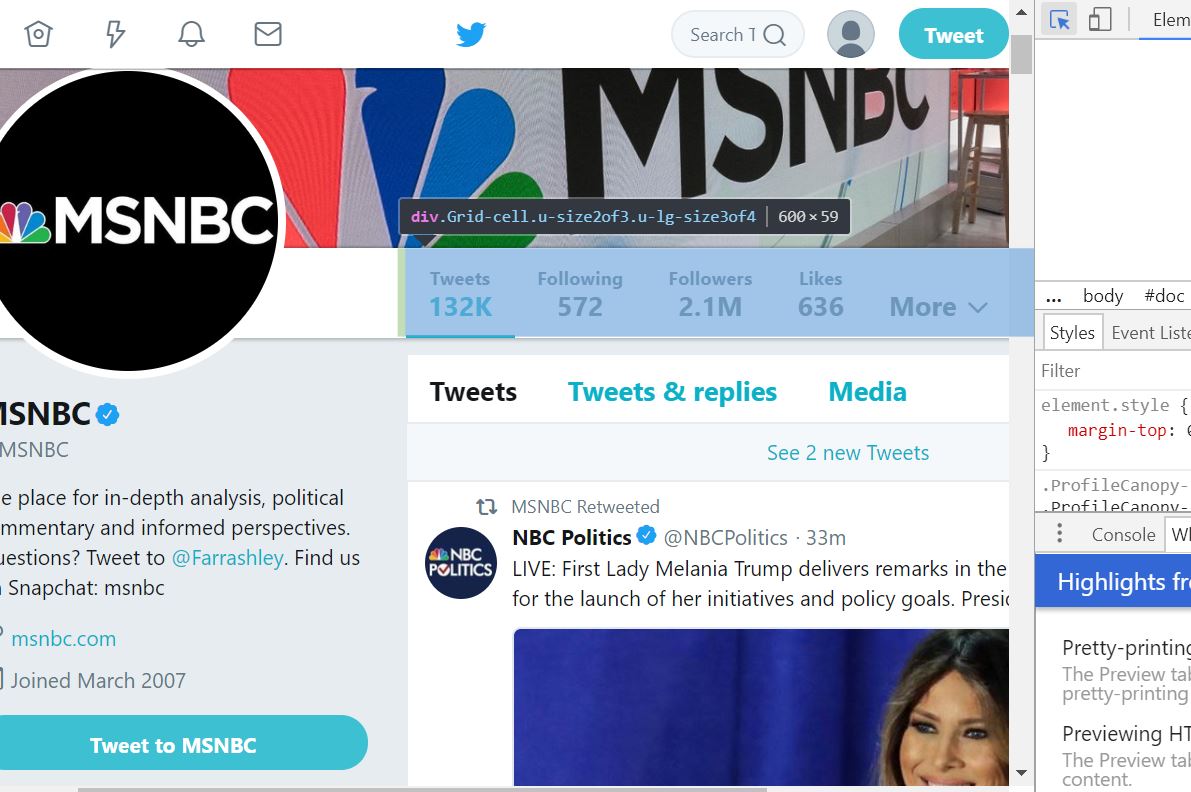 Search T
Tweet
Elem
MSNBC
MSNBC
div.Grid-cell.u-size2of3.u-lg-size3of4 | 600×59
Tweets Following Followers Likes
132K 572 2.1M 636 More
... body #doc
Styles Event Liste
Filter
element.style {
margin-top: 0
}
.ProfileCanopy-
.ProfileCanopy-
Console Wh
Highlights fro
Pretty-printing
The Preview tab
pretty-printing
Previewing HT
The Preview tab
content.
Tweets Tweets & replies Media
See 2 new Tweets
MSNBC Retweeted
NBC Politics @NBCPolitics · 33m
NBC
POLITICS
LIVE: First Lady Melania Trump delivers remarks in the
for the launch of her initiatives and policy goals. Presid
MSNBC
MSNBC
e place for in-depth analysis, political
mmentary and informed perspectives.
uestions? Tweet to @Farrashley. Find us
Snapchat: msnbc
msnbc.com
Joined March 2007
Tweet to MSNBC